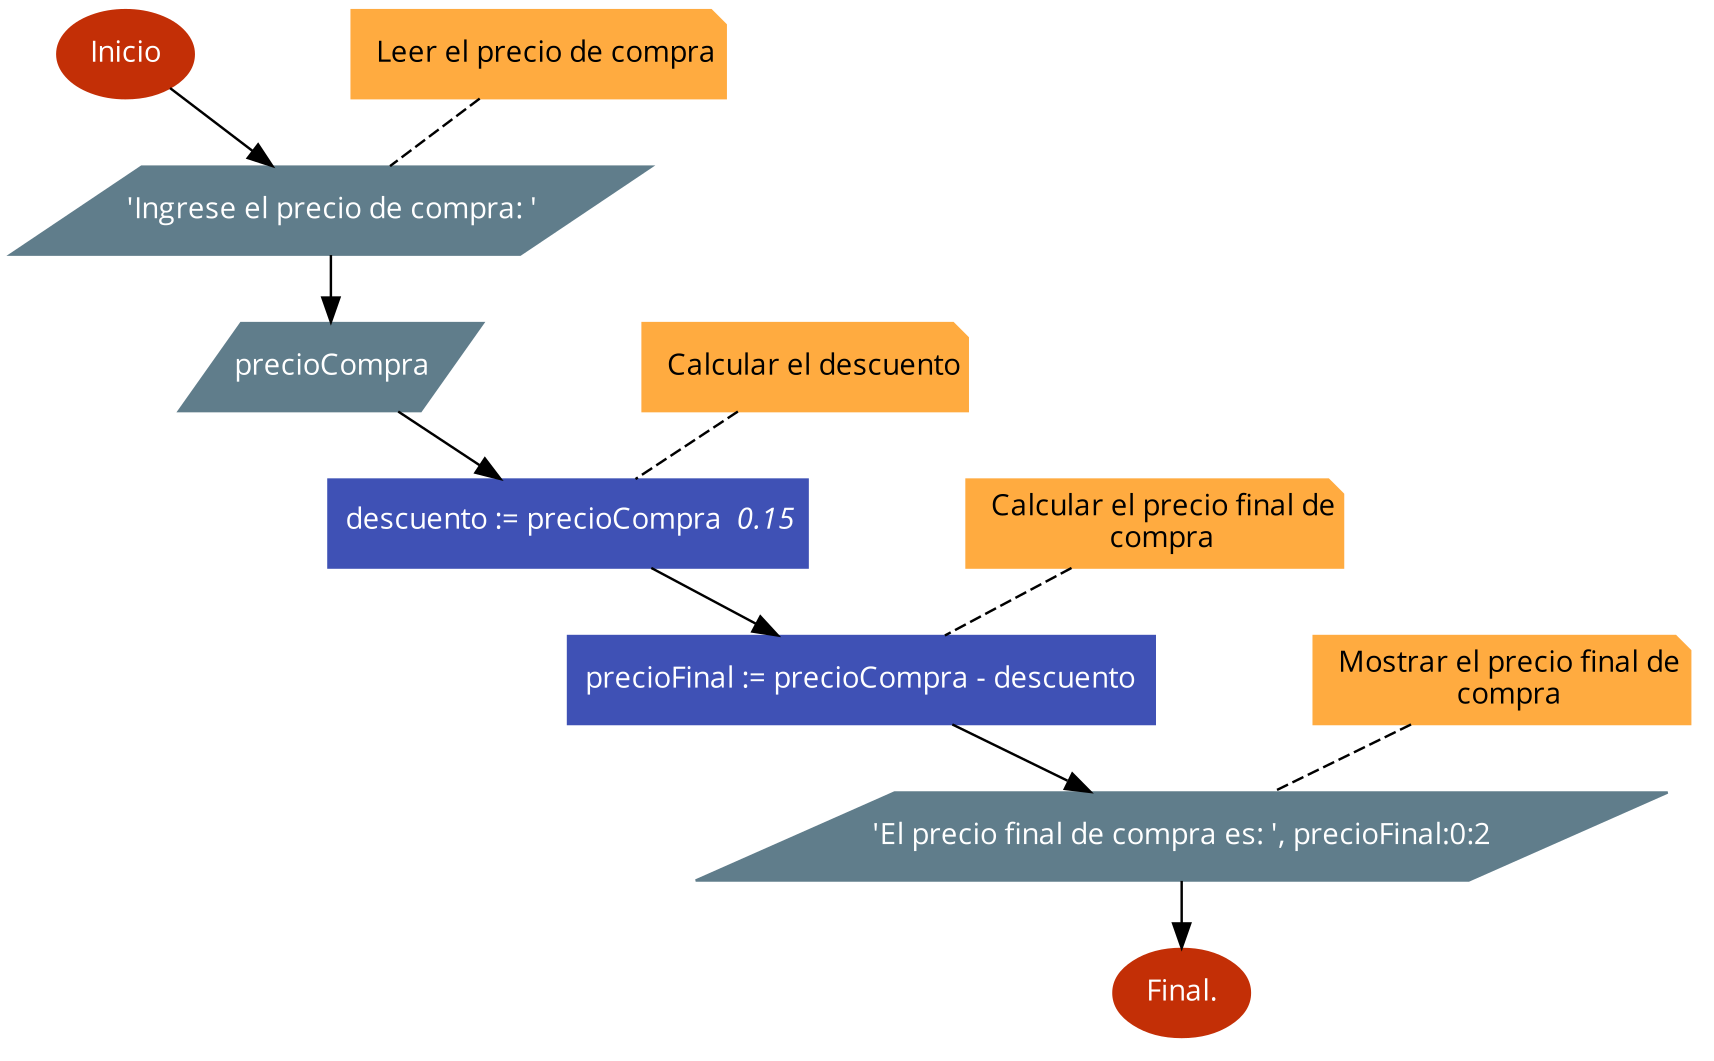 Inicio
Leer el precio de compra
'Ingrese el precio de compra: '
precioCompra
Calcular el descuento
descuento := precioCompra 0.15
Calcular el precio final de
compra
precioFinal := precioCompra - descuento
Mostrar el precio final de
compra
'El precio final de compra es: ', precioFinal:0:2
Final.